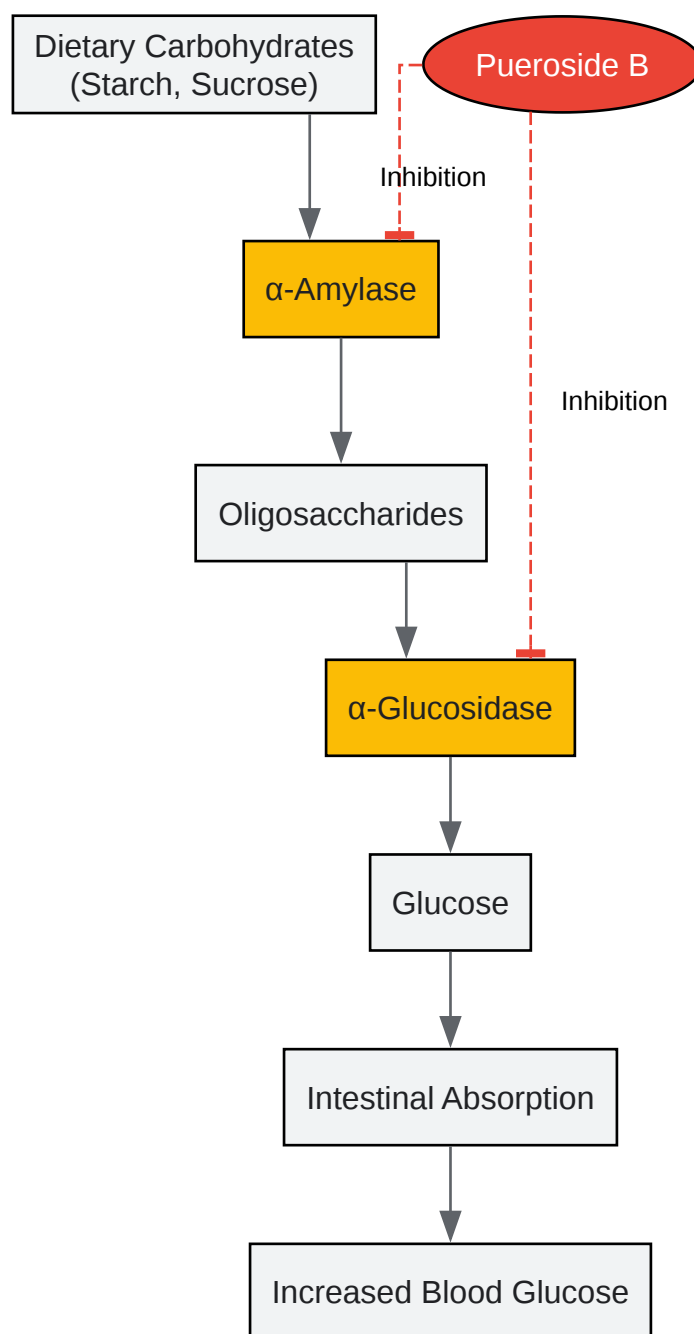 Dietary Carbohydrates
(Starch, Sucrose)
Pueroside B
Inhibition
α-Amylase
Inhibition
Oligosaccharides
α-Glucosidase
Glucose
Intestinal Absorption
Increased Blood Glucose